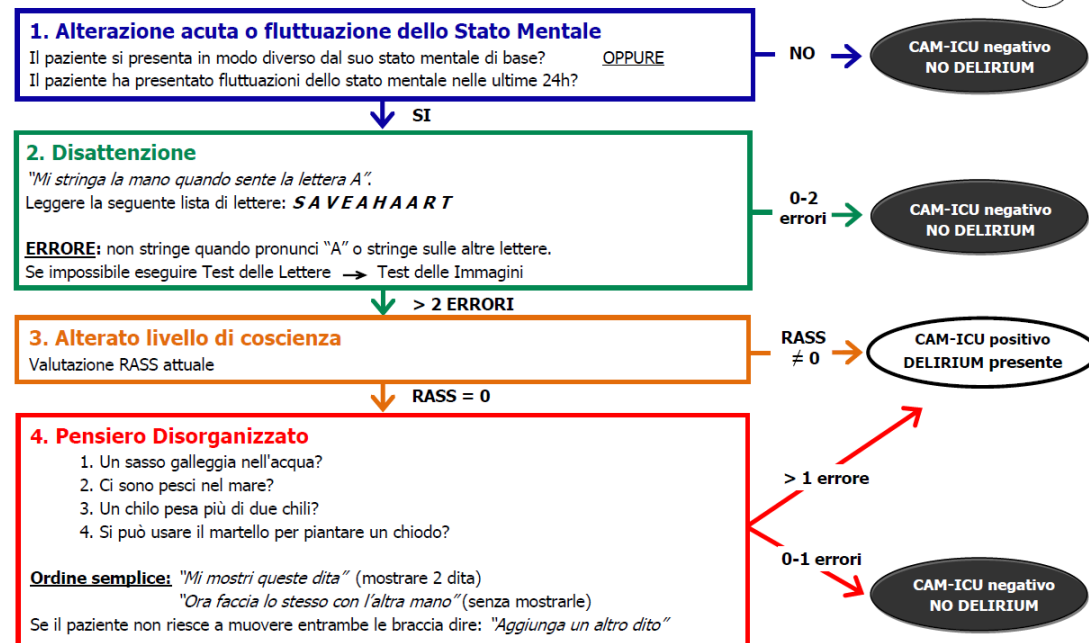 1. Alterazione acuta o fluttuazione dello Stato Mentale
Il paziente si presenta in modo diverso dal suo stato mentale di base? OPPURE
Il paziente ha presentato fluttuazioni dello stato mentale nelle ultime 24h?
NO
CAM-ICU negativo
NO DELIRIUM
SI
2. Disattenzione
"Mi stringa la mano quando sente la lettera A".
Leggere la seguente lista di lettere: S A V E A H A A R T
ERRORE: non stringe quando pronunci “A” o stringe sulle altre lettere.
Se impossibile eseguire Test delle Lettere → Test delle Immagini
0-2
errori
CAM-ICU negativo
NO DELIRIUM
> 2 ERRORI
3. Alterato livello di coscienza
Valutazione RASS attuale
RASS
≠ 0
CAM-ICU positivo
DELIRIUM presente
RASS = 0
4. Pensiero Disorganizzato
1. Un sasso galleggia nell'acqua?
2. Ci sono pesci nel mare?
3. Un chilo pesa più di due chili?
4. Si può usare il martello per piantare un chiodo?
Ordine semplice: "Mi mostri queste dita" (mostrare 2 dita)
"Ora faccia lo stesso con l'altra mano" (senza mostrarle)
Se il paziente non riesce a muovere entrambe le braccia dire: "Aggiunga un altro dito"
> 1 errore
0-1 errori
CAM-ICU negativo
NO DELIRIUM